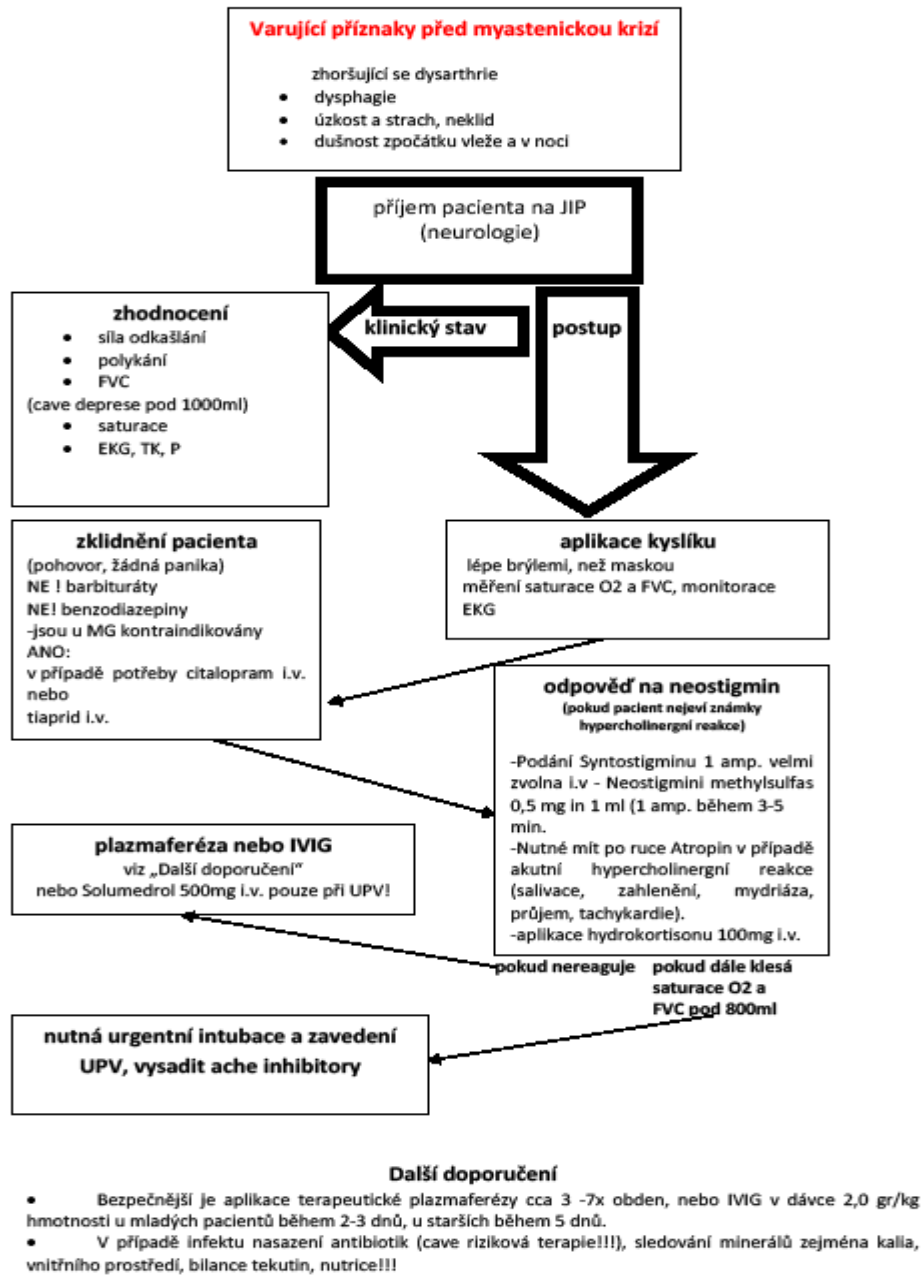 Varující příznaky před myastenickou krizí
zhoršující se dysarthrie
• dysphagie
• úzkost a strach, neklid
• dušnost zpočátku vleže a v noci
příjem pacienta na JIP
(neurologie)
klinický stav
postup
zhodnocení
• síla odkašlání
• polykání
• FVC
(cave deprese pod 1000ml)
• saturace
• EKG, TK, P
zklidnění pacienta
(pohovor, žádná panika)
NE ! barbituráty
NE! benzodiazepiny
-jsou u MG kontraindikovány
ANO:
v případě potřeby citalopram i.v.
nebo
tiaprid i.v.
aplikace kyslíku
lépe brýlemi, než maskou
měření saturace O2 a FVC, monitorace
EKG
odpověď na neostigmin
(pokud pacient nejeví známky
hypercholinergní reakce)
-Podání Syntostigminu 1 amp. velmi
zvolna i.v - Neostigmini methylsulfas
0,5 mg in 1 ml (1 amp. během 3-5
min.
-Nutné mít po ruce Atropin v případě
akutní hypercholinergní reakce
(salivace, zahlenění, mydriáza,
průjem, tachykardie).
-aplikace hydrokortisonu 100mg i.v.
plazmaferéza nebo IVIG
viz „Další doporučení“
nebo Solumedrol 500mg i.v. pouze při UPV!
pokud nereaguje
pokud dále klesá
saturace O2 a
FVC pod 800ml
nutná urgentní intubace a zavedení
UPV, vysadit ache inhibitory
Další doporučení
• Bezpečnější je aplikace terapeutické plazmaferézy cca 3 -7x obden, nebo IVIG v dávce 2,0 gr/kg
hmotnosti u mladých pacientů během 2-3 dnů, u starších během 5 dnů.
• V případě infektu nasazení antibiotik (cave riziková terapie!!!), sledování minerálů zejména kalia,
vnitřního prostředí, bilance tekutin, nutrice!!!